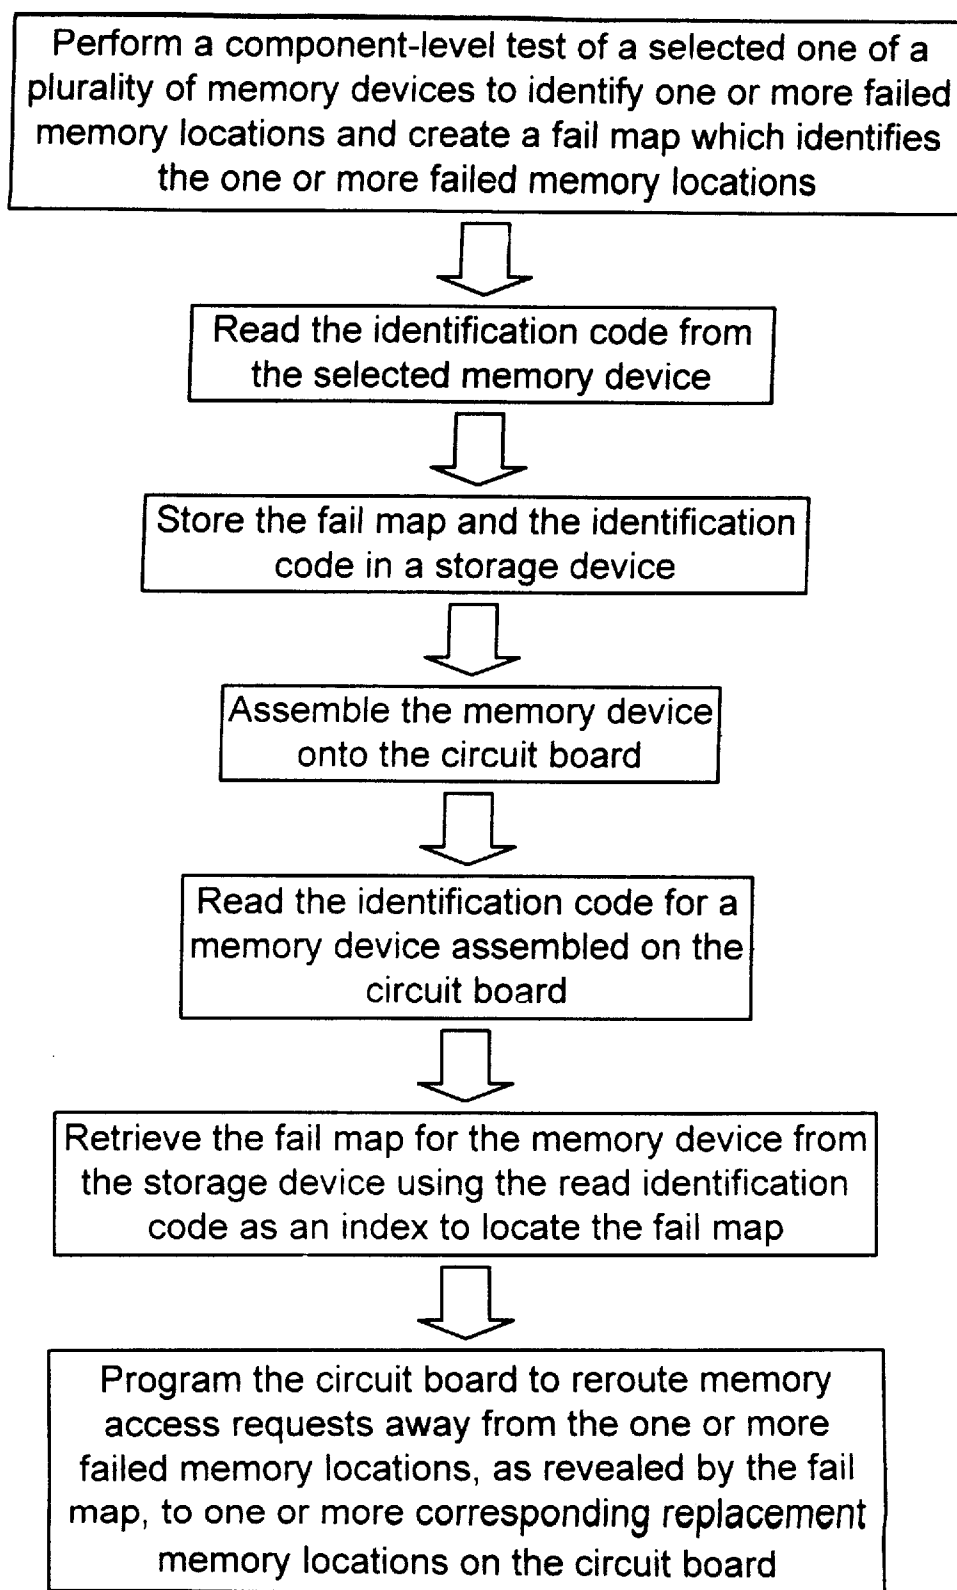 Perform a component-level test of a selected one of a
plurality of memory devices to identify one or more failed
memory locations and create a fail map which identifies
the one or more failed memory locations
Read the identification code from
the selected memory device
Store the fail map and the identification
code in a storage device
Assemble the memory device
onto the circuit board
Read the identification code for a
memory device assembled on the
circuit board
Retrieve the fail map for the memory device from
the storage device using the read identification
code as an index to locate the fail map
Program the circuit board to reroute memory
access requests away from the one or more
failed memory locations, as revealed by the fail
map, to one or more corresponding replacement
memory locations on the circuit board